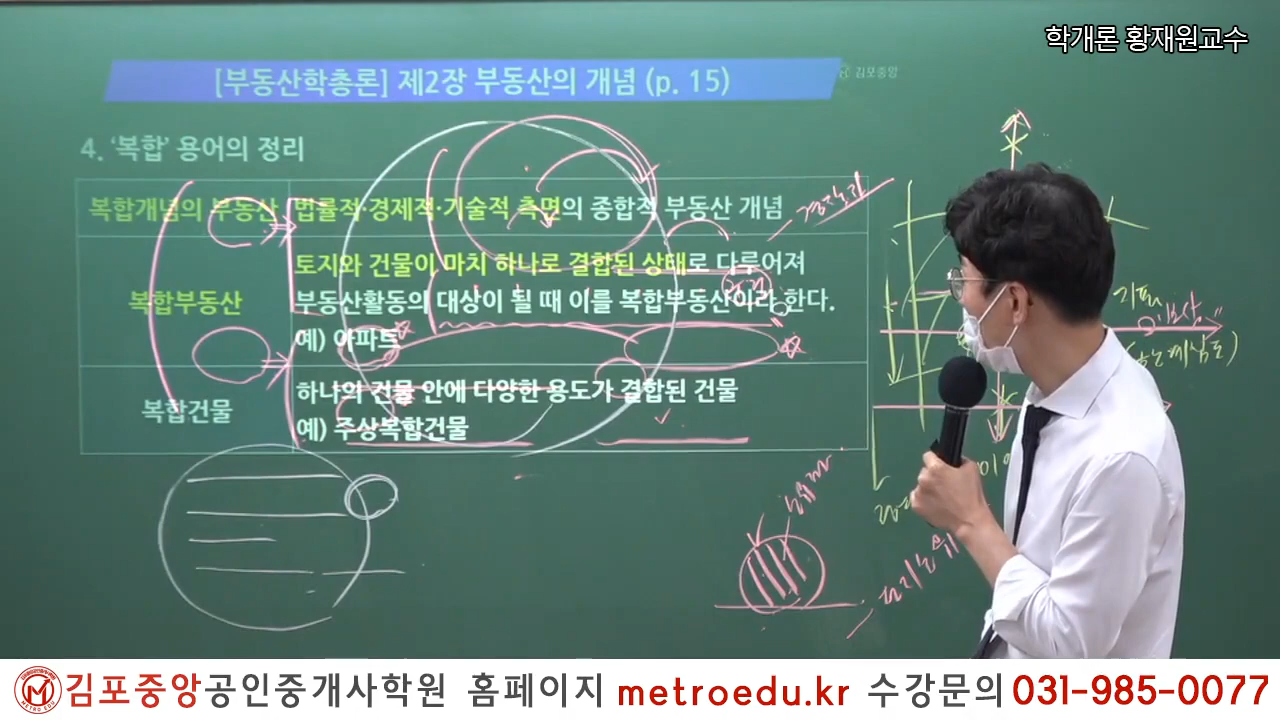 학개론 황재원교수
[부동산학총론] 제2장 부동산의 개념 (p. 15)
김포중앙
4. ‘복합’ 용어의 정리
복합개념의 부동산
법률적·경제적·기술적 측면의 종합적 부동산 개념
복합부동산
토지와 건물이 마치 하나로 결합된 상태로 다루어져
부동산활동의 대상이 될 때 이를 복합부동산이라 한다.
예) 아파트
복합건물
하나의 건물 안에 다양한 용도가 결합된 건물
예) 주상복합건물
METRO EDU
김포중앙공인중개사학원 홈페이지 metroedu.kr 수강문의 031-985-0077